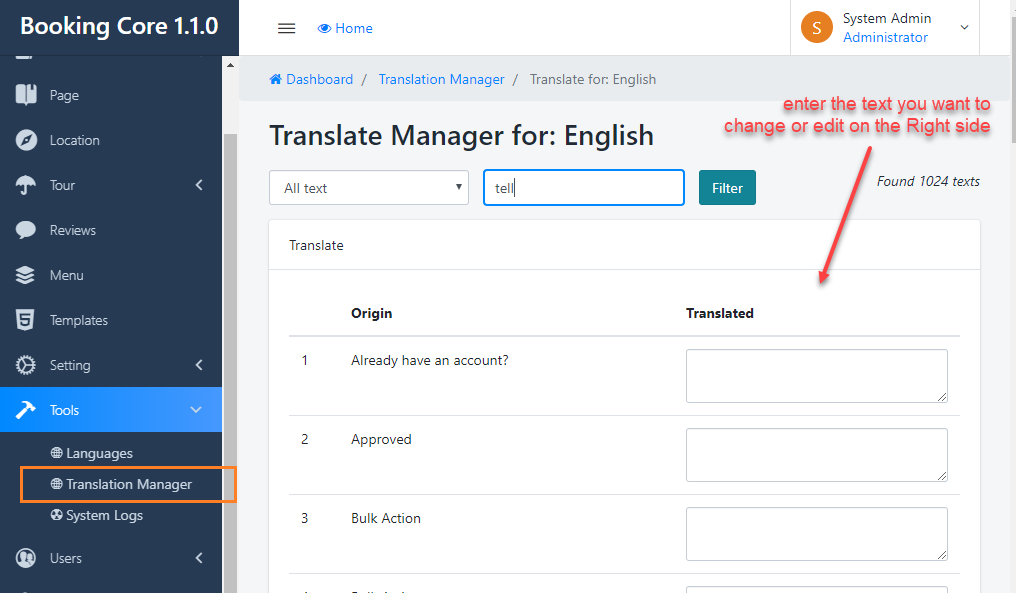 Booking Core 1.1.0
Home
S
System Admin
Administrator
Page
Location
Tour
Reviews
Menu
Templates
Setting
Tools
Languages
Translation Manager
System Logs
Users
Dashboard / Translation Manager / Translate for: English
enter the text you want to
change or edit on the Right side
Translate Manager for: English
All text
tell
Filter
Found 1024 texts
Translate
Origin Translated
1 Already have an account?
2 Approved
3 Bulk Action